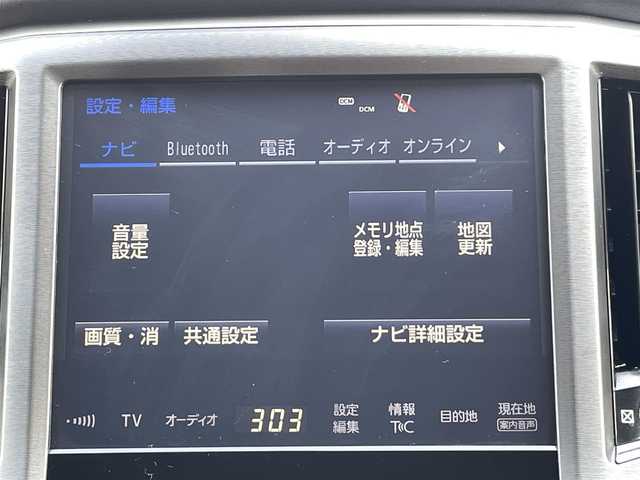 設定・編集
DCM DCM
ナビ Bluetooth 電話 オーディオ オンライン
音量
設定
メモリ地点
登録・編集
地図
更新
画質・消 共通設定 ナビ詳細設定
TV オーディオ 303
設定
編集
情報
TC
目的地
現在地
案内音声